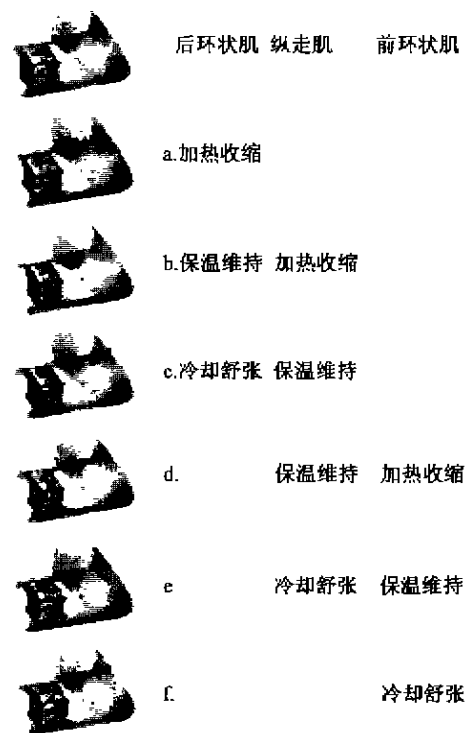 后环状肌 纵走肌 前环状肌
a.加热收缩
b.保温维持 加热收缩
c.冷却舒张 保温维持
d. 保温维持 加热收缩
e 冷却舒张 保温维持
f. 冷却舒张